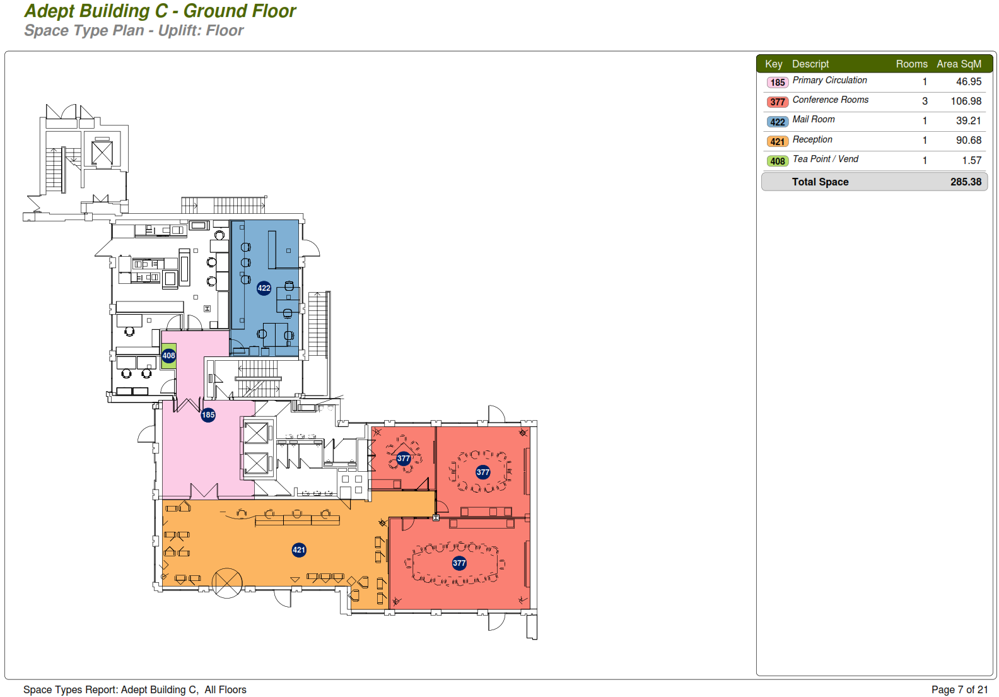 Adept Building C - Ground Floor
Space Type Plan - Uplift: Floor
Key Descript Rooms Area SqM
185 Primary Circulation 1 46.95
377 Conference Rooms 3 106.98
422 Mail Room 1 39.21
421 Reception 1 90.68
408 Tea Point / Vend 1 1.57
Total Space 285.38
422
408
185
377
377
421
377
Space Types Report: Adept Building C, All Floors
Page 7 of 21